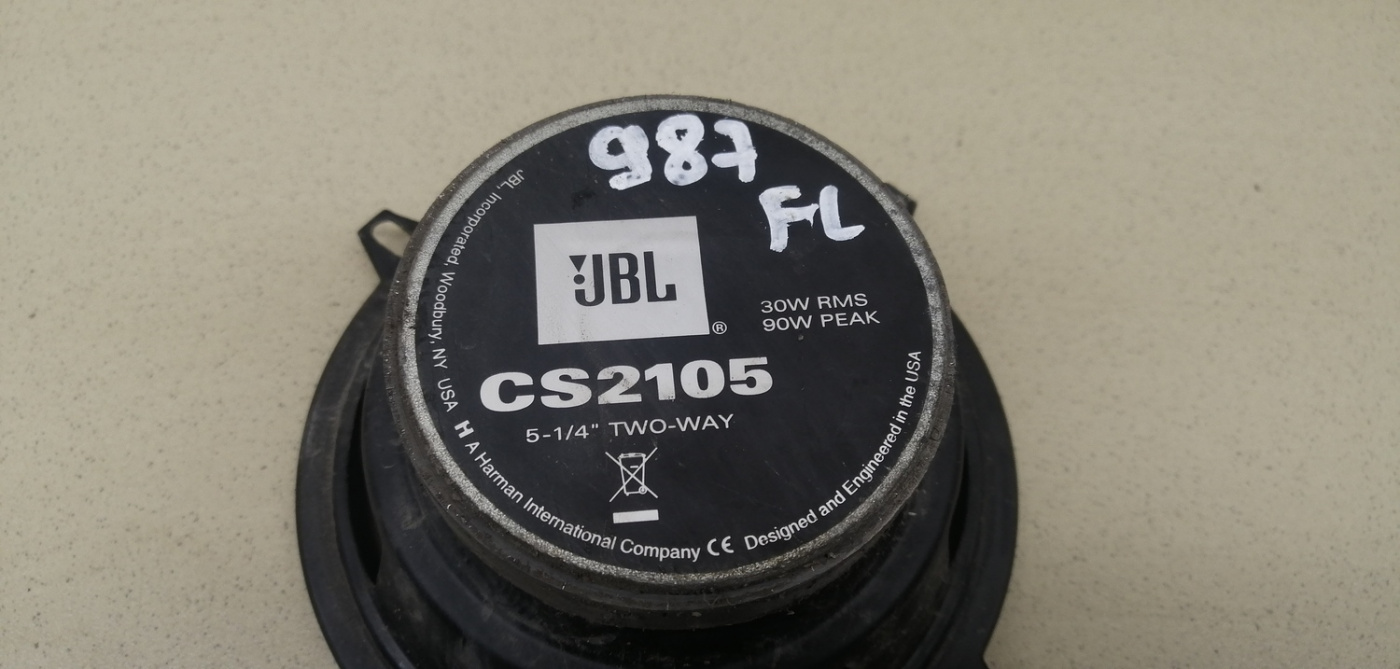 987
FL
JBL
®
30W RMS
90W PEAK
CS2105
5-1/4" TWO-WAY
JBL, Incorporated, Woodbury, NY USA H A Harman International Company CE Designed and Engineered in the USA